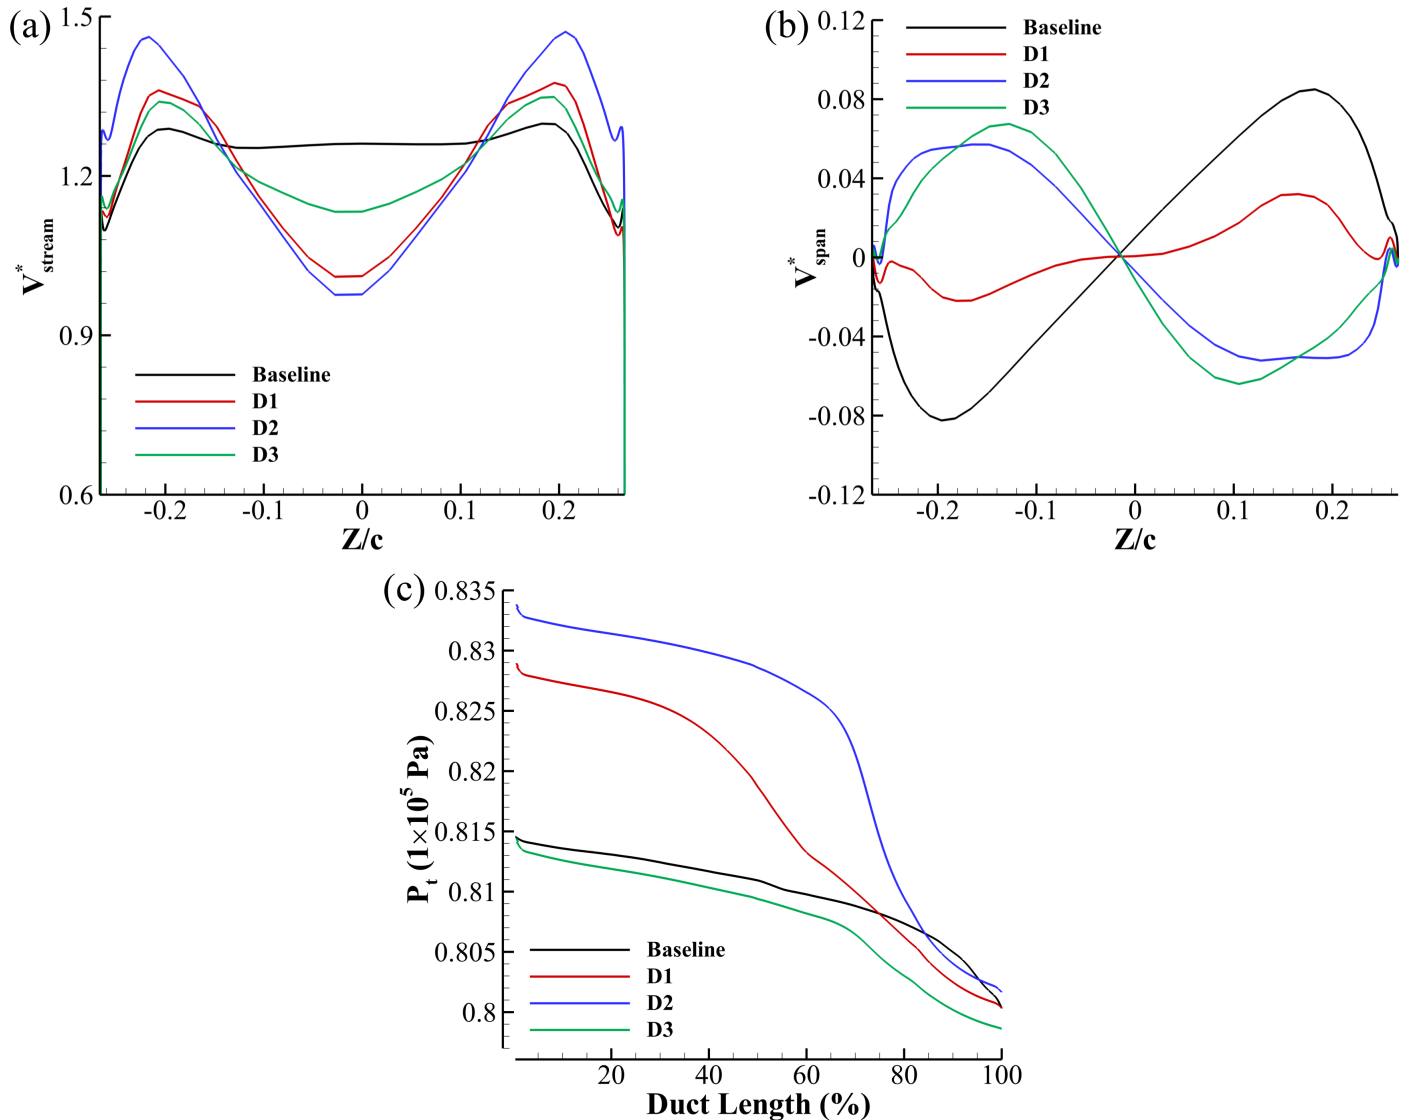 (a)
1.5
1.2
0.9
0.6
V*stream
Baseline
D1
D2
D3
-0.2 -0.1 0 0.1 0.2
Z/c
(b)
0.12
0.08
0.04
0
-0.04
-0.08
-0.12
V*span
Baseline
D1
D2
D3
-0.2 -0.1 0 0.1 0.2
Z/c
(c)
0.835
0.83
0.825
0.82
0.815
0.81
0.805
0.8
Pt (1×10⁵ Pa)
Baseline
D1
D2
D3
20 40 60 80 100
Duct Length (%)